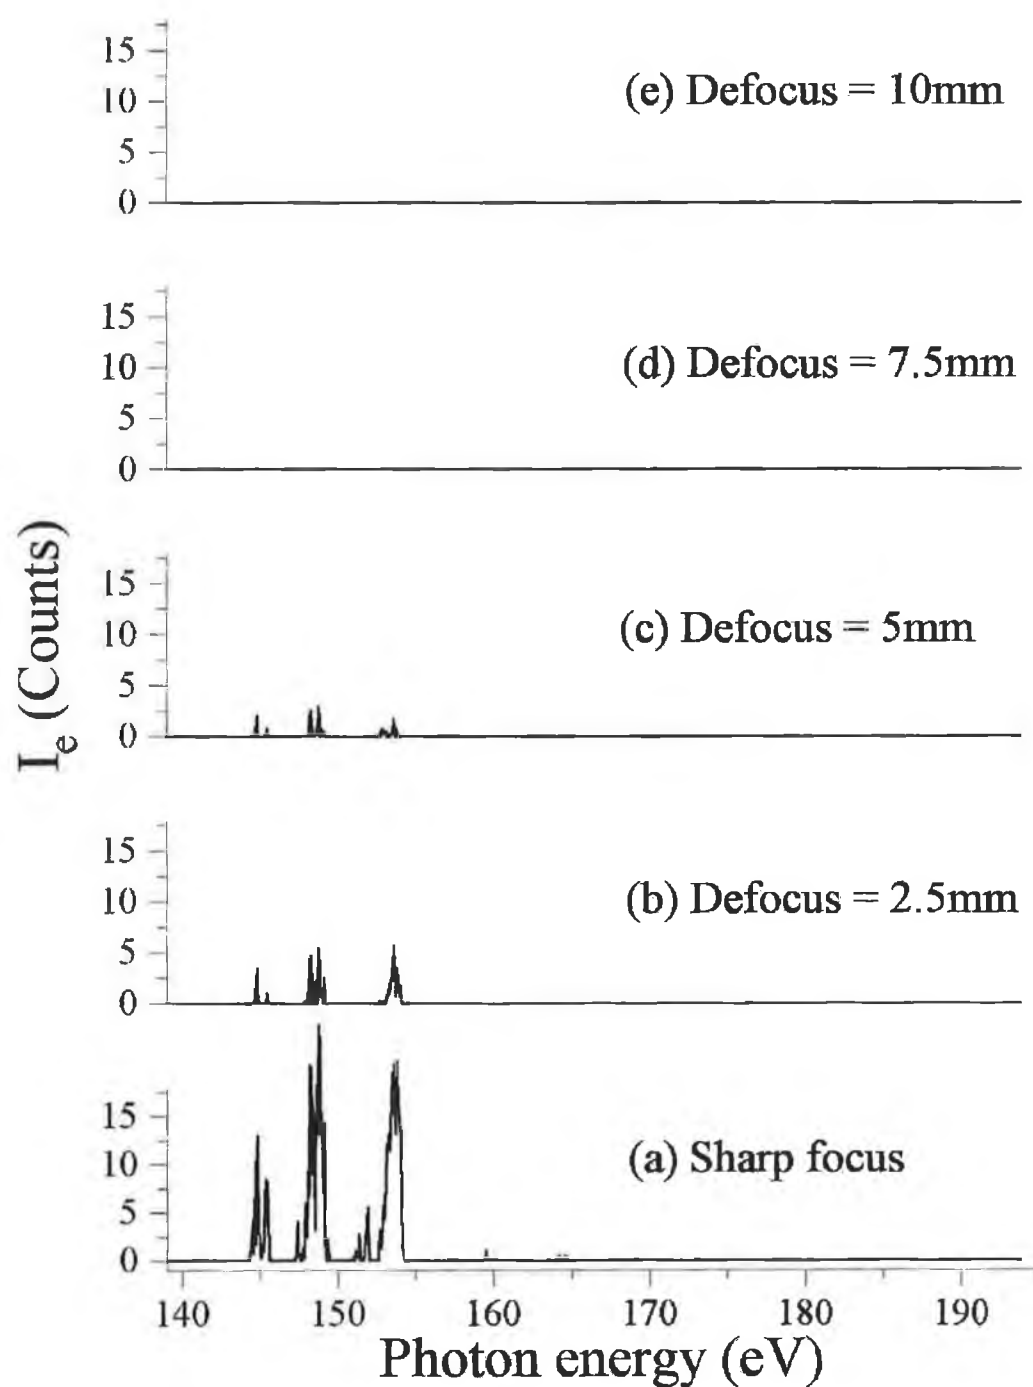 15
10
5
0
(e) Defocus = 10mm
15
10
5
0
(d) Defocus = 7.5mm
15
10
5
0
(c) Defocus = 5mm
15
10
5
0
(b) Defocus = 2.5mm
15
10
5
0
(a) Sharp focus
I_e (Counts)
140 150 160 170 180 190
Photon energy (eV)